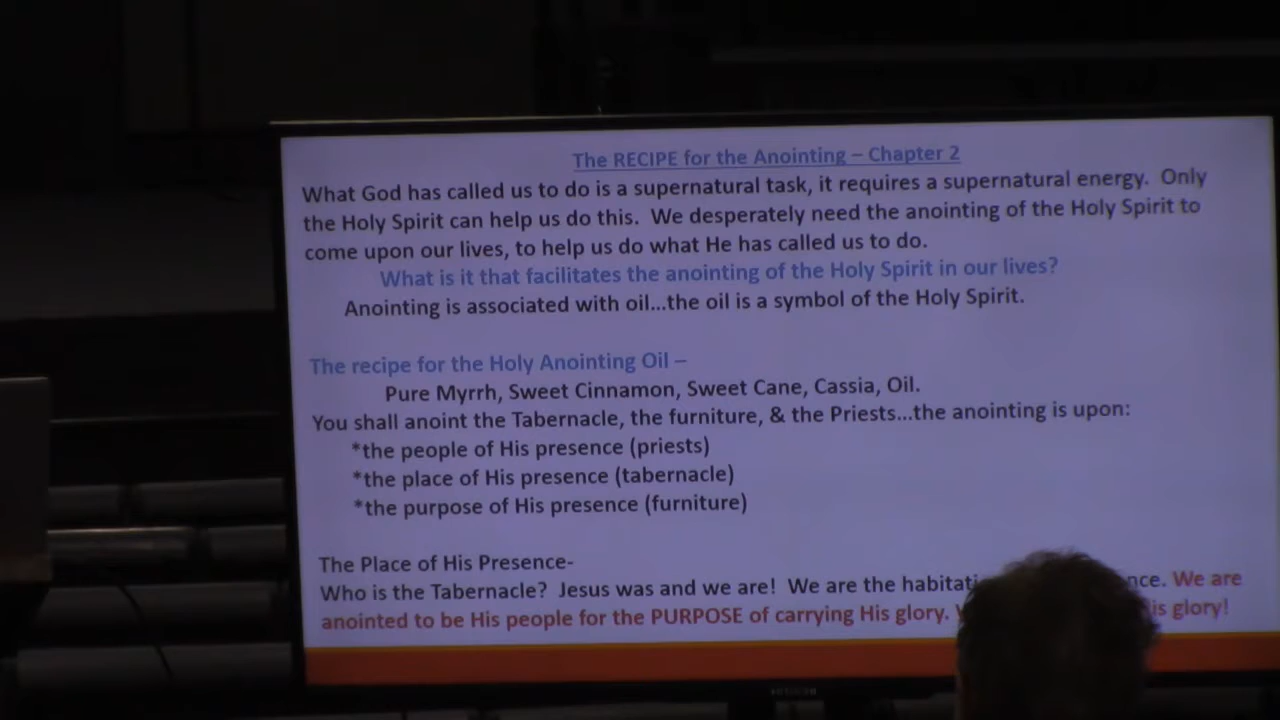 The RECIPE for the Anointing – Chapter 2
What God has called us to do is a supernatural task, it requires a supernatural energy. Only
the Holy Spirit can help us do this. We desperately need the anointing of the Holy Spirit to
come upon our lives, to help us do what He has called us to do.
What is it that facilitates the anointing of the Holy Spirit in our lives?
Anointing is associated with oil...the oil is a symbol of the Holy Spirit.
The recipe for the Holy Anointing Oil –
Pure Myrrh, Sweet Cinnamon, Sweet Cane, Cassia, Oil.
You shall anoint the Tabernacle, the furniture, & the Priests...the anointing is upon:
*the people of His presence (priests)
*the place of His presence (tabernacle)
*the purpose of His presence (furniture)
The Place of His Presence-
Who is the Tabernacle? Jesus was and we are! We are the We are
anointed to be His people for the PURPOSE of carrying His glory. glory!